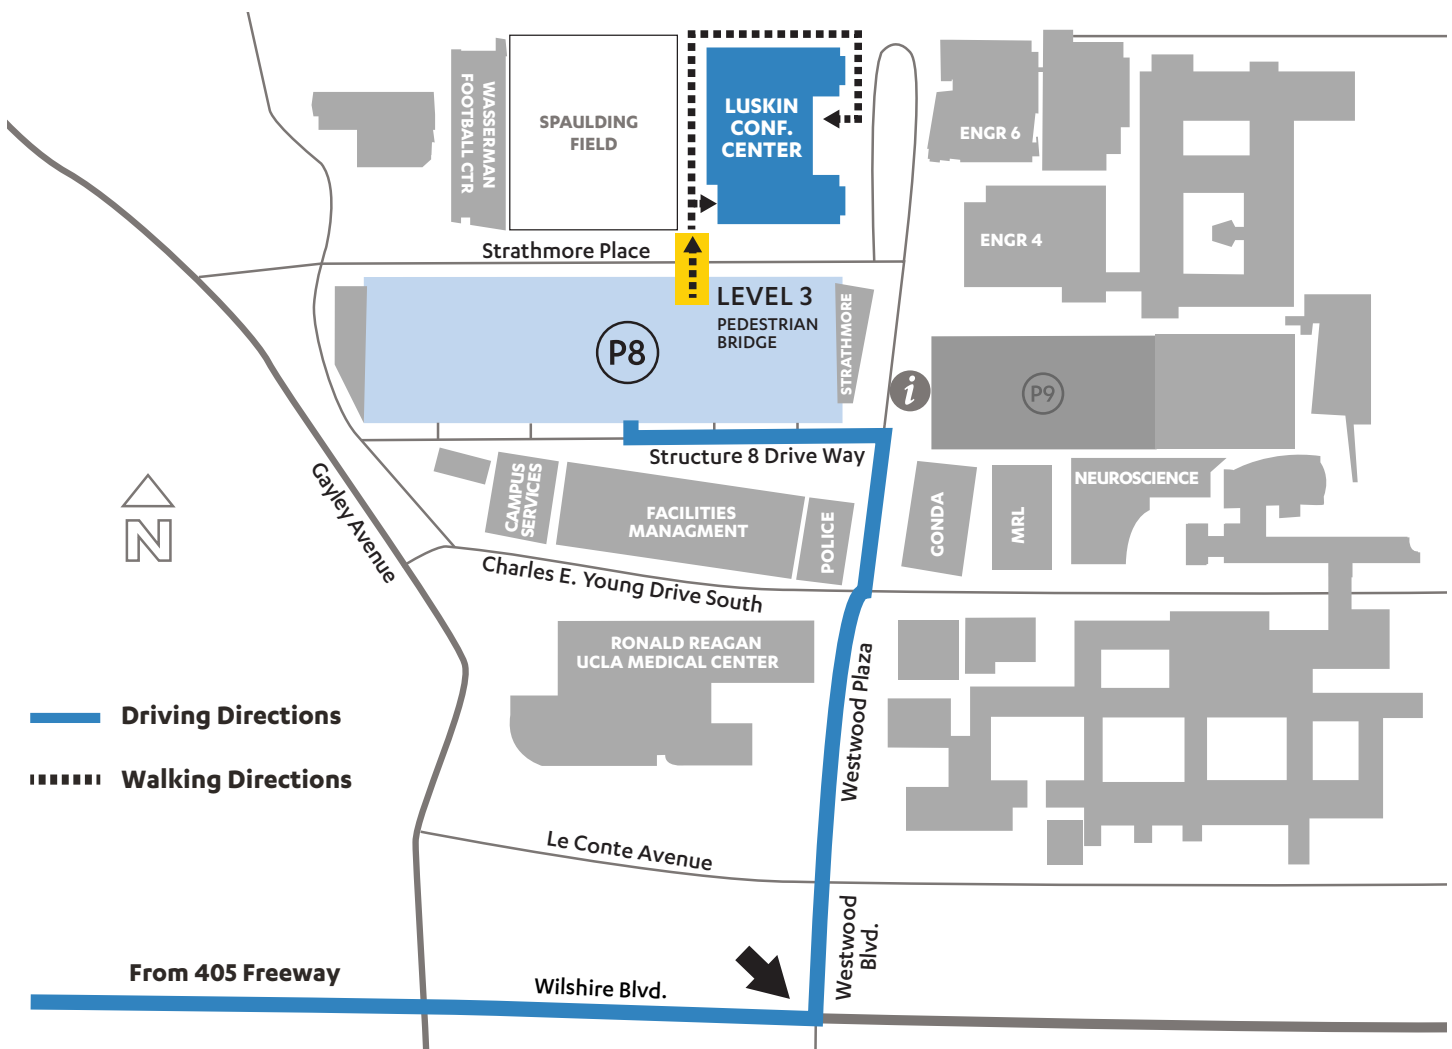 WASSERMAN
FOOTBALL CTR
SPAULDING
FIELD
LUSKIN
CONF.
CENTER
ENGR 6
ENGR 4
Strathmore Place
LEVEL 3
PEDESTRIAN
BRIDGE
STRATHMORE
P8
i
P9
Structure 8 Drive Way
CAMPUS
SERVICES
FACILITIES
MANAGMENT
POLICE
GONDA
MRL
NEUROSCIENCE
Gayley Avenue
N
Charles E. Young Drive South
RONALD REAGAN
UCLA MEDICAL CENTER
Westwood Plaza
Driving Directions
Walking Directions
Le Conte Avenue
Westwood
Blvd.
From 405 Freeway
Wilshire Blvd.